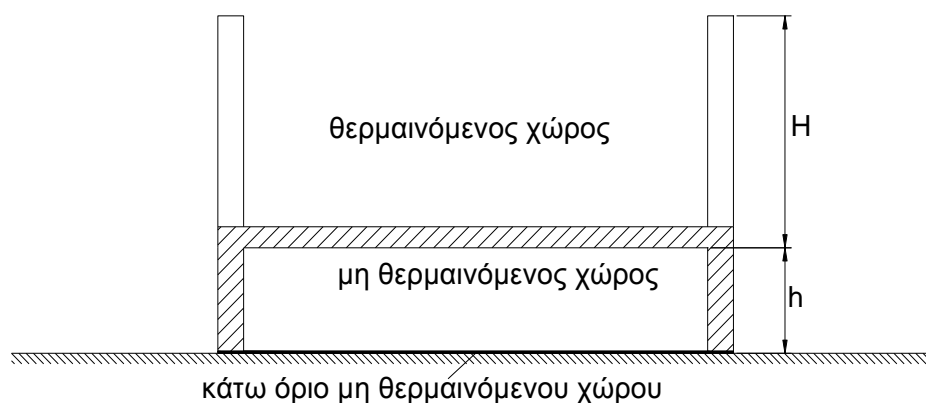 θερμαινόμενος χώρος
H
μη θερμαινόμενος χώρος
h
κάτω όριο μη θερμαινόμενου χώρου